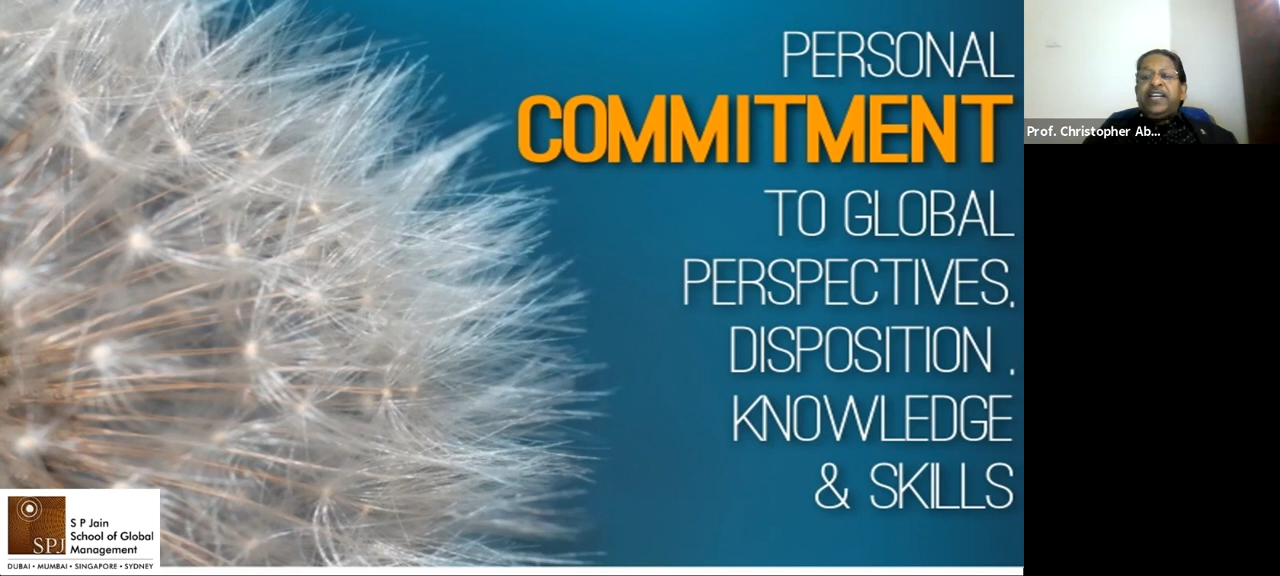 PERSONAL
COMMITMENT
TO GLOBAL
PERSPECTIVES,
DISPOSITION ,
KNOWLEDGE
& SKILLS
Prof. Christopher Ab...
SPJ
S P Jain
School of Global
Management
DUBAI • MUMBAI • SINGAPORE • SYDNEY